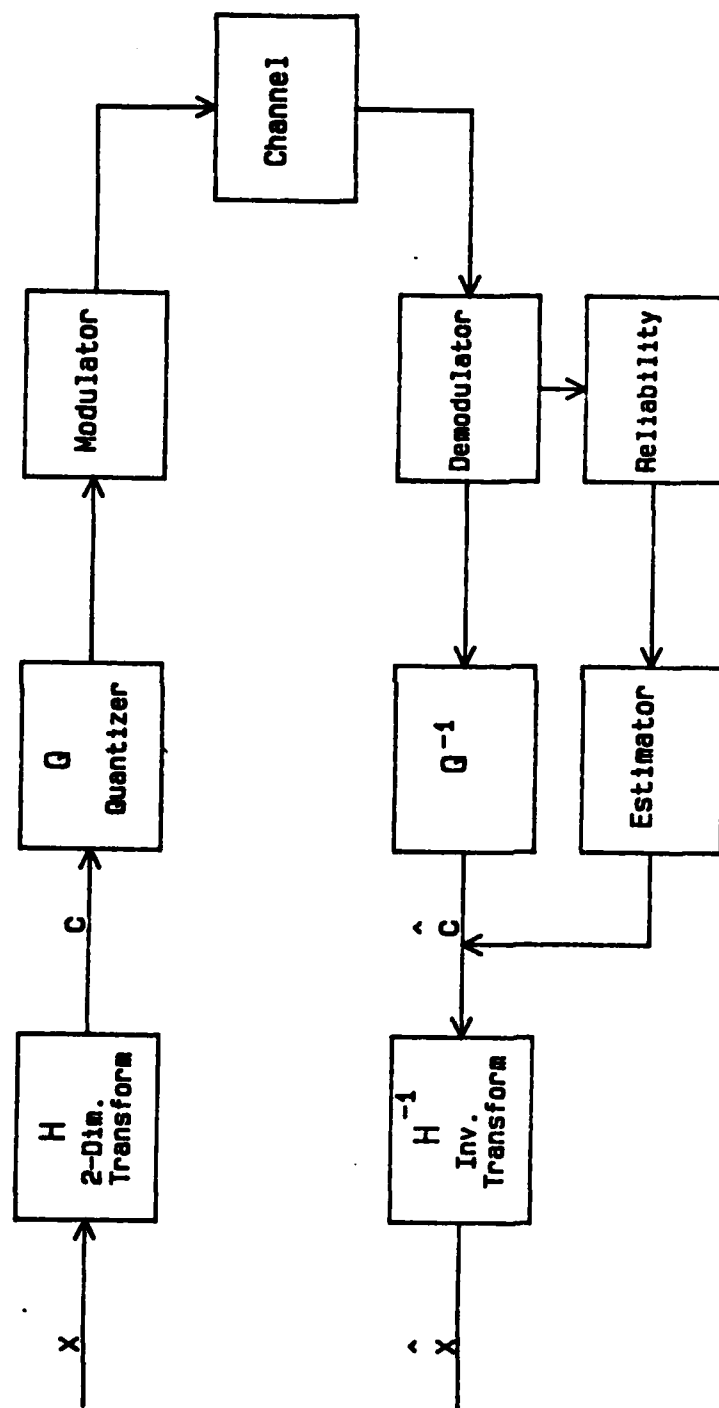 X
H
2-Dim.
Transform
C
Q
Quantizer
Modulator
Channel
Demodulator
Reliability
Q⁻¹
Estimator
Ĉ
H⁻¹
Inv.
Transform
X̂